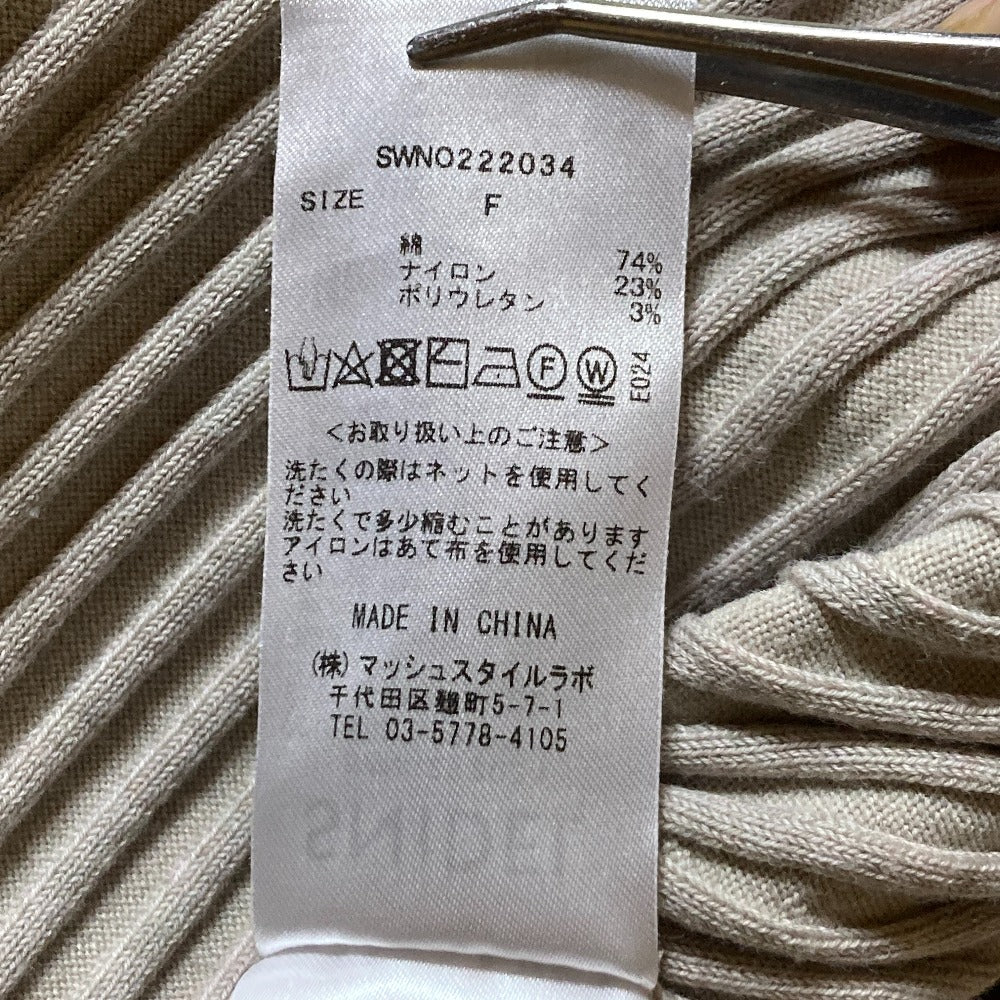 SWNO222034
SIZE F
綿 74%
ナイロン 23%
ポリウレタン 3%
F W E024
<お取り扱い上のご注意>
洗たくの際はネットを使用してく
ださい
洗たくで多少縮むことがあります
アイロンはあて布を使用してくだ
さい
MADE IN CHINA
(株)マッシュスタイルラボ
千代田区麹町5-7-1
TEL 03-5778-4105
SNIDEL